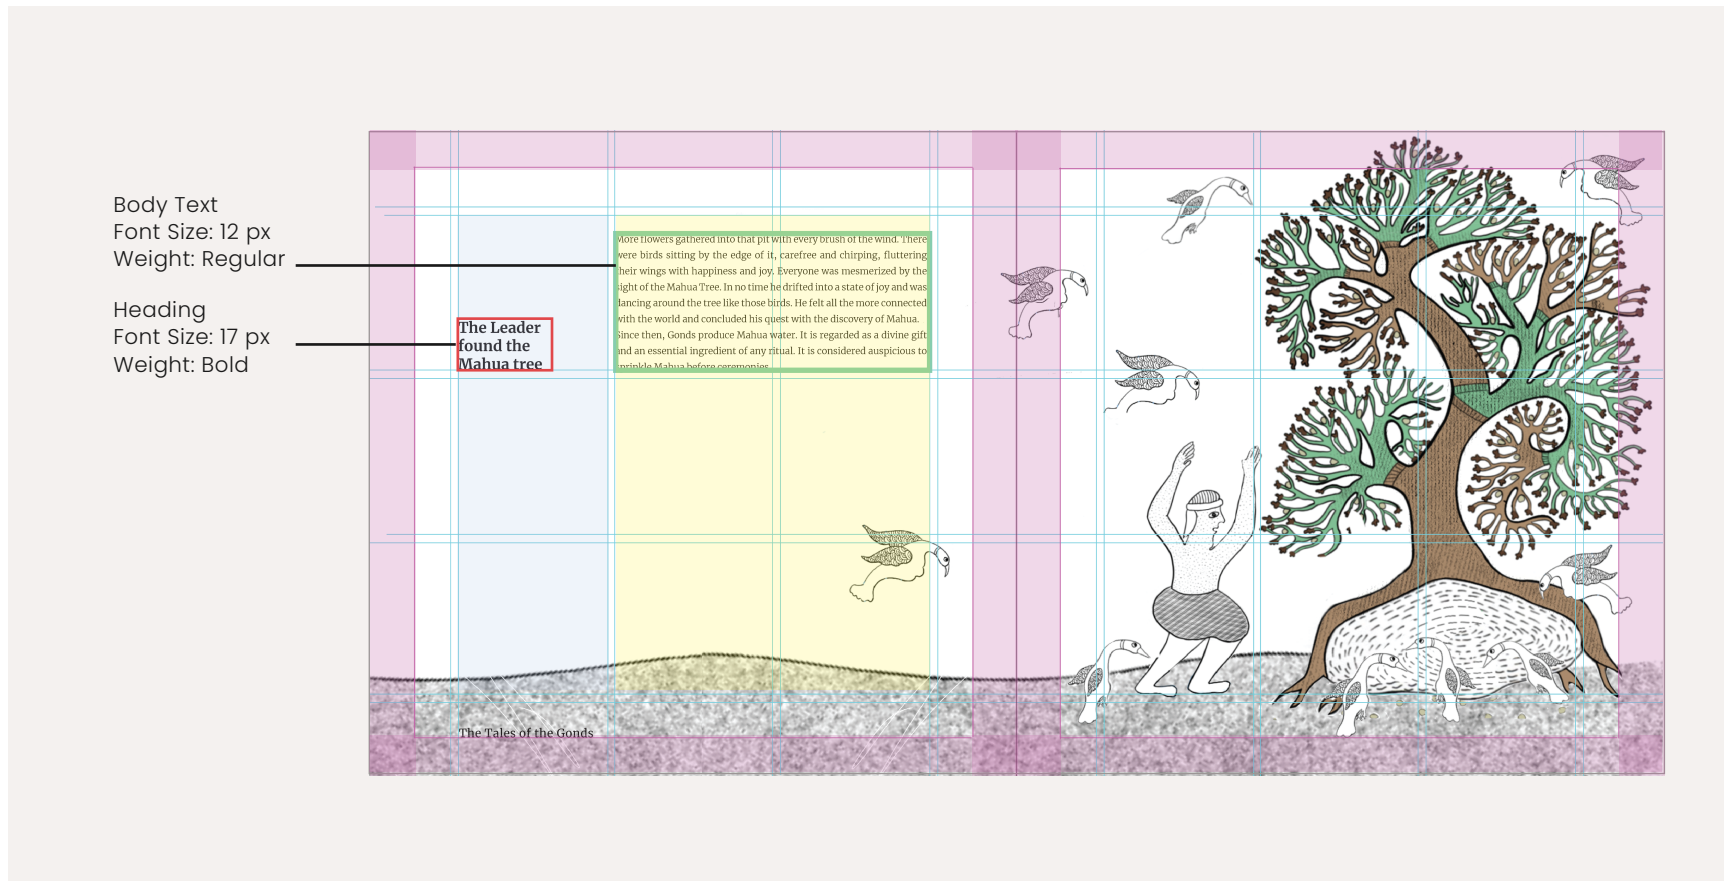 Body Text
Font Size: 12 px
Weight: Regular
Heading
Font Size: 17 px
Weight: Bold
The Leader
found the
Mahua tree
More flowers gathered into that pit with every brush of the wind. There
were birds sitting by the edge of it, carefree and chirping, fluttering
their wings with happiness and joy. Everyone was mesmerized by the
sight of the Mahua Tree. In no time he drifted into a state of joy and was
dancing around the tree like those birds. He felt all the more connected
with the world and concluded his quest with the discovery of Mahua.
Since then, Gonds produce Mahua water. It is regarded as a divine gift
and an essential ingredient of any ritual. It is considered auspicious to
sprinkle Mahua before ceremonies.
The Tales of the Gonds